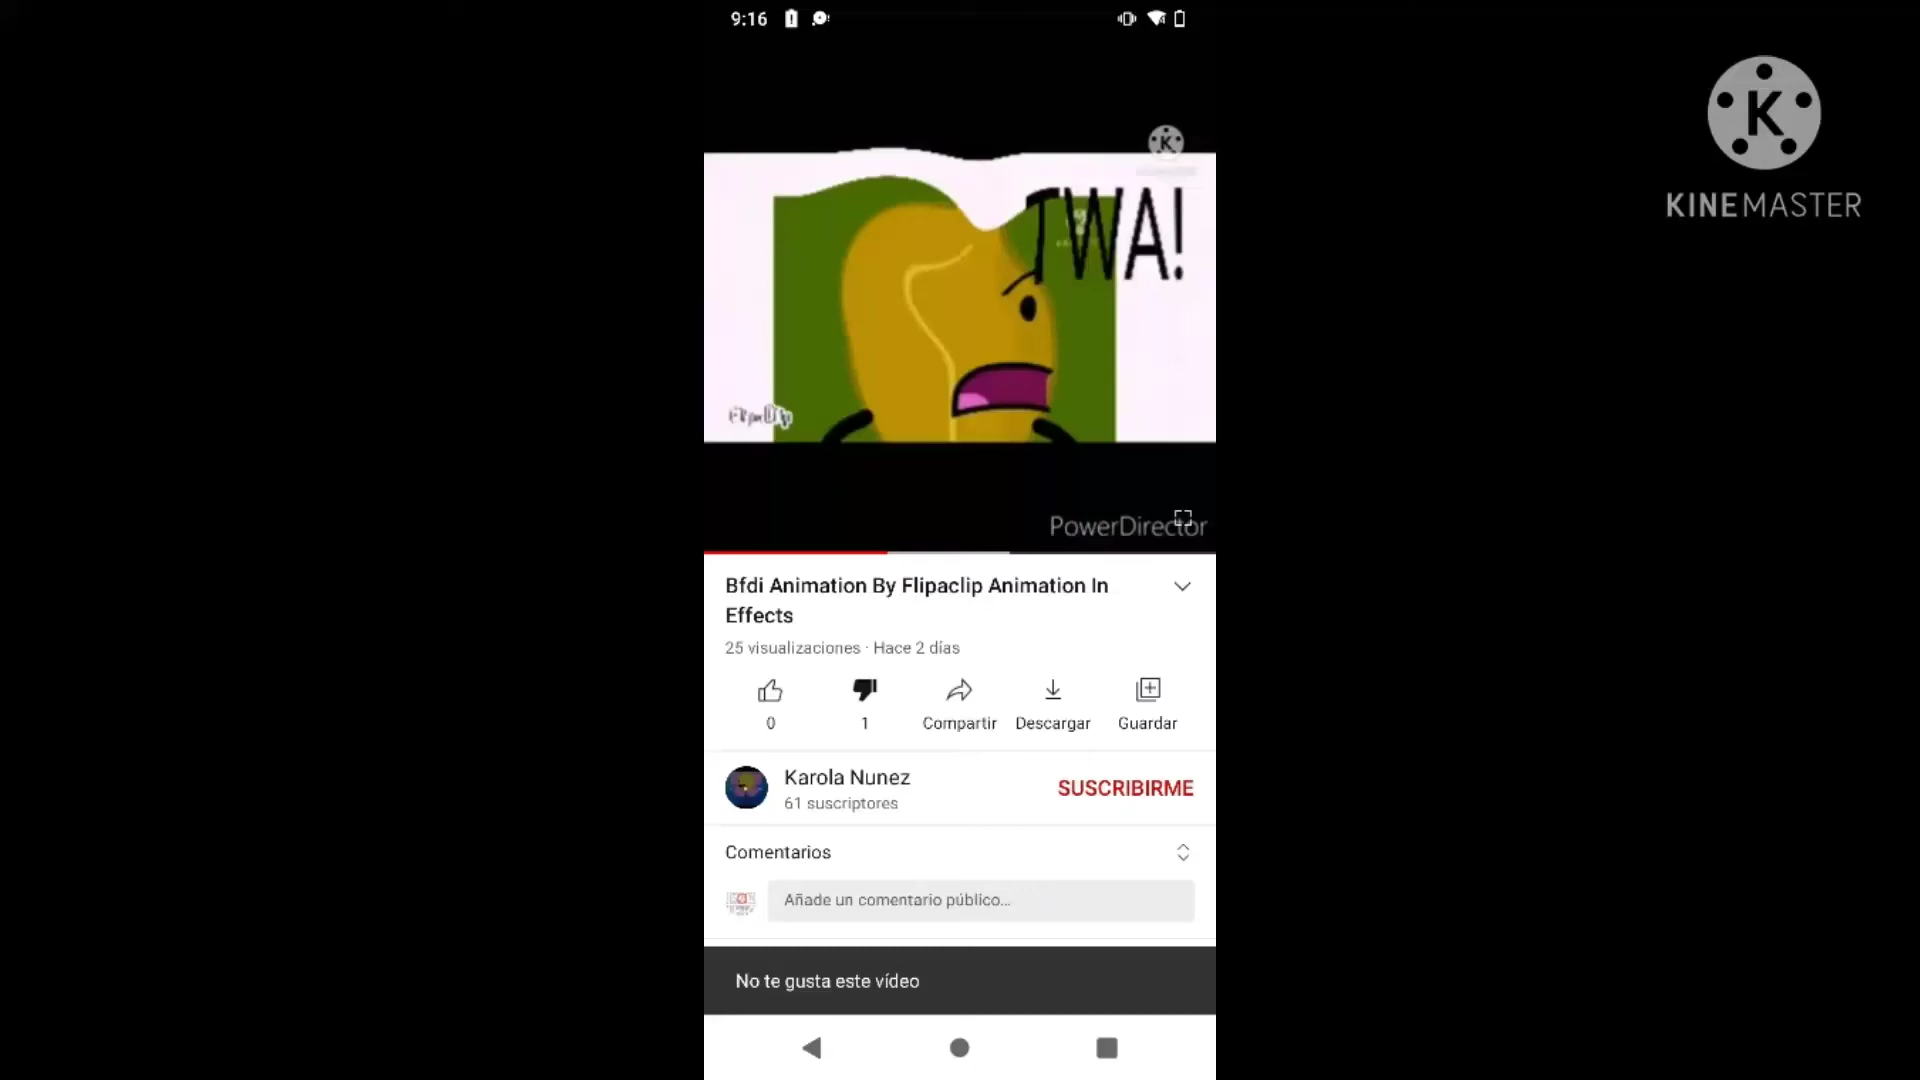 9:16
K
KINEMASTER
TWA!
FlipaClip
PowerDirector
Bfdi Animation By Flipaclip Animation In
Effects
25 visualizaciones · Hace 2 días
0
1
Compartir
Descargar
Guardar
Karola Nunez
61 suscriptores
SUSCRIBIRME
Comentarios
Añade un comentario público...
No te gusta este vídeo